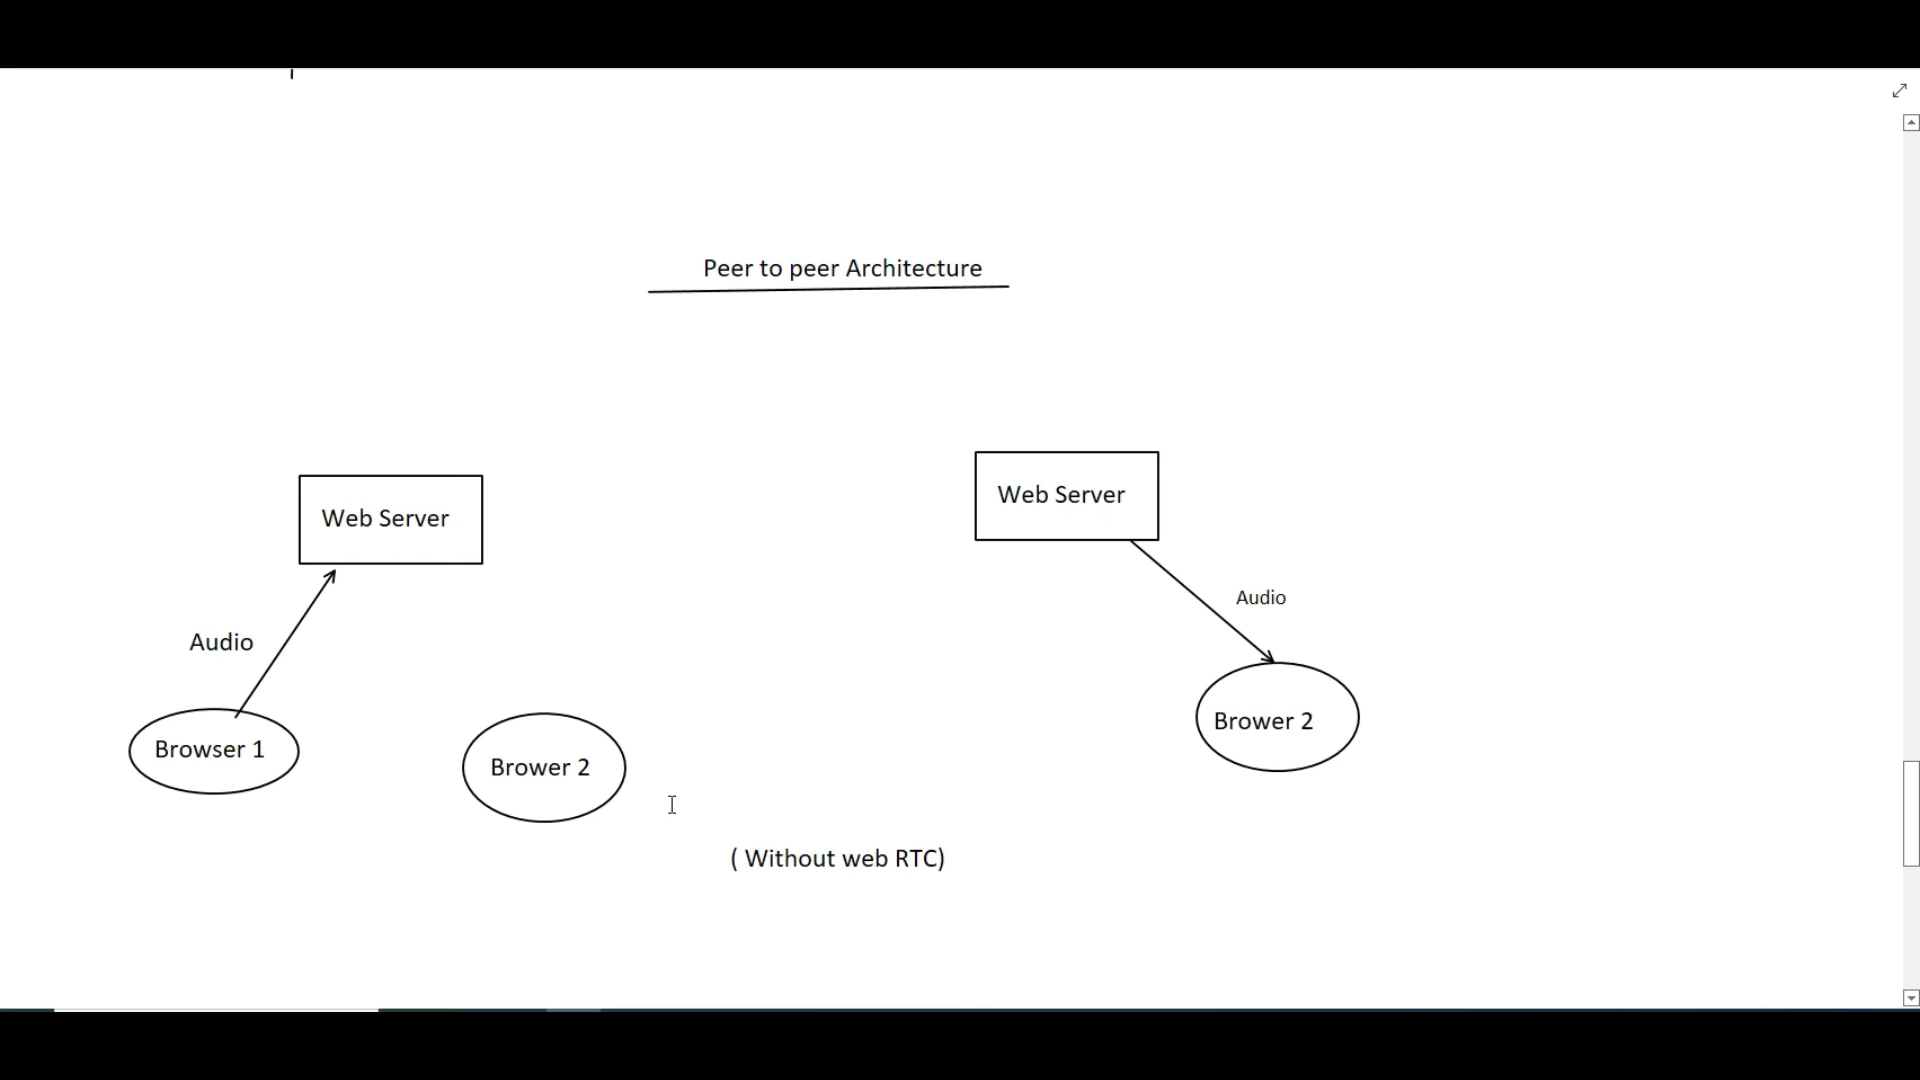 Peer to peer Architecture
Web Server
Web Server
Audio
Audio
Browser 1
Brower 2
Brower 2
( Without web RTC)